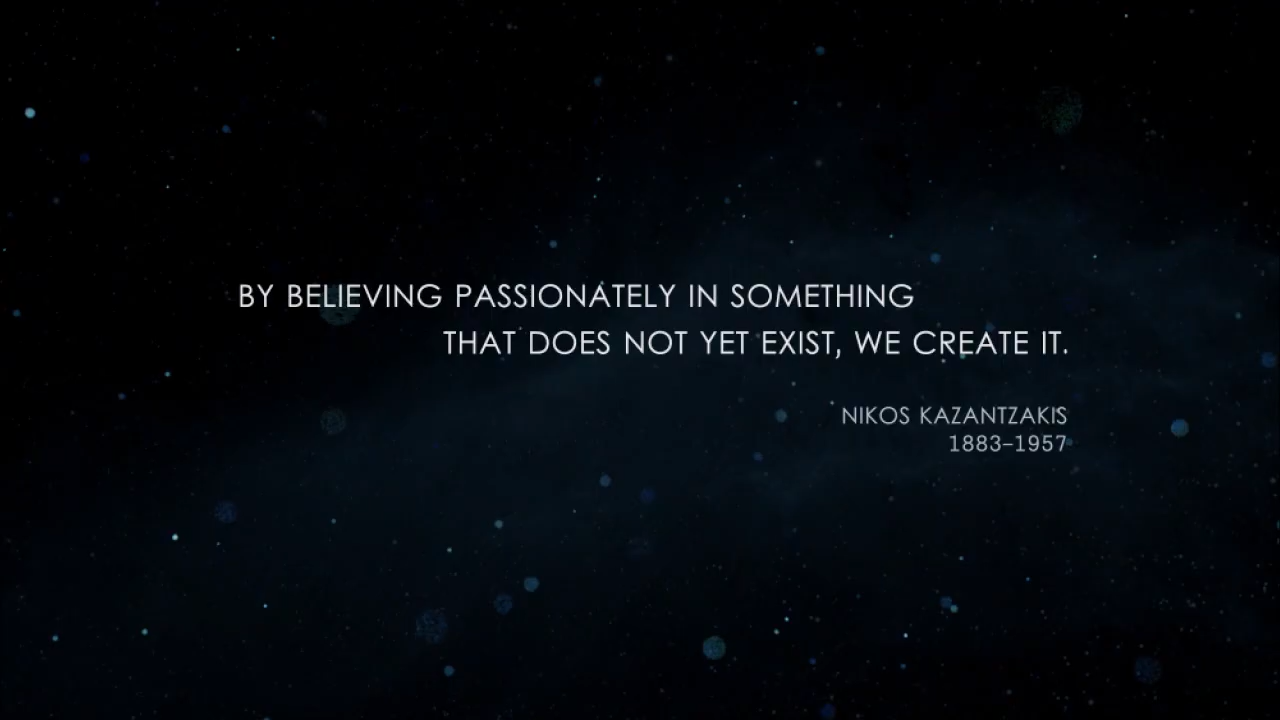 BY BELIEVING PASSIONATELY IN SOMETHING
THAT DOES NOT YET EXIST, WE CREATE IT.
NIKOS KAZANTZAKIS
1883–1957